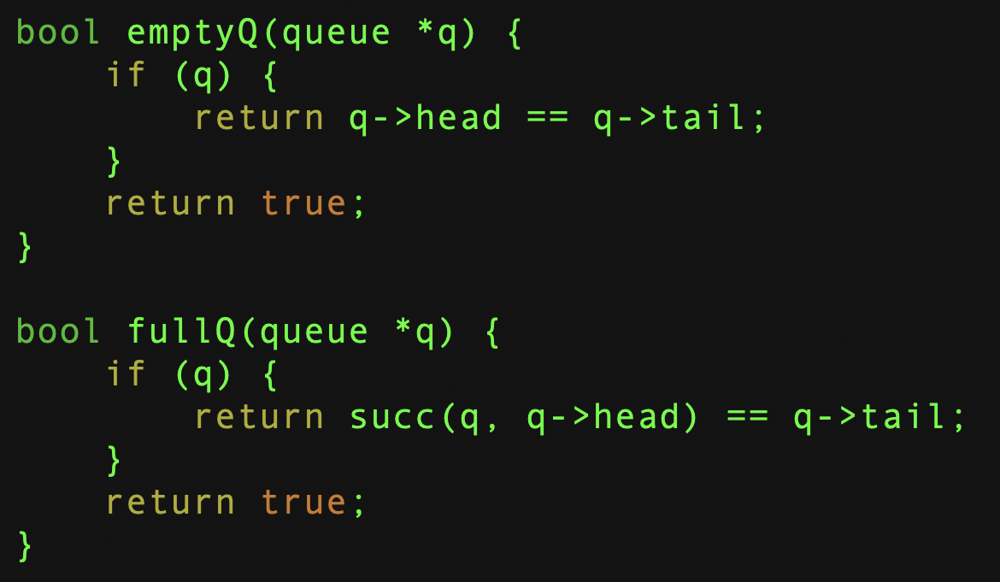 bool emptyQ(queue *q) {
    if (q) {
        return q->head == q->tail;
    }
    return true;
}

bool fullQ(queue *q) {
    if (q) {
        return succ(q, q->head) == q->tail;
    }
    return true;
}